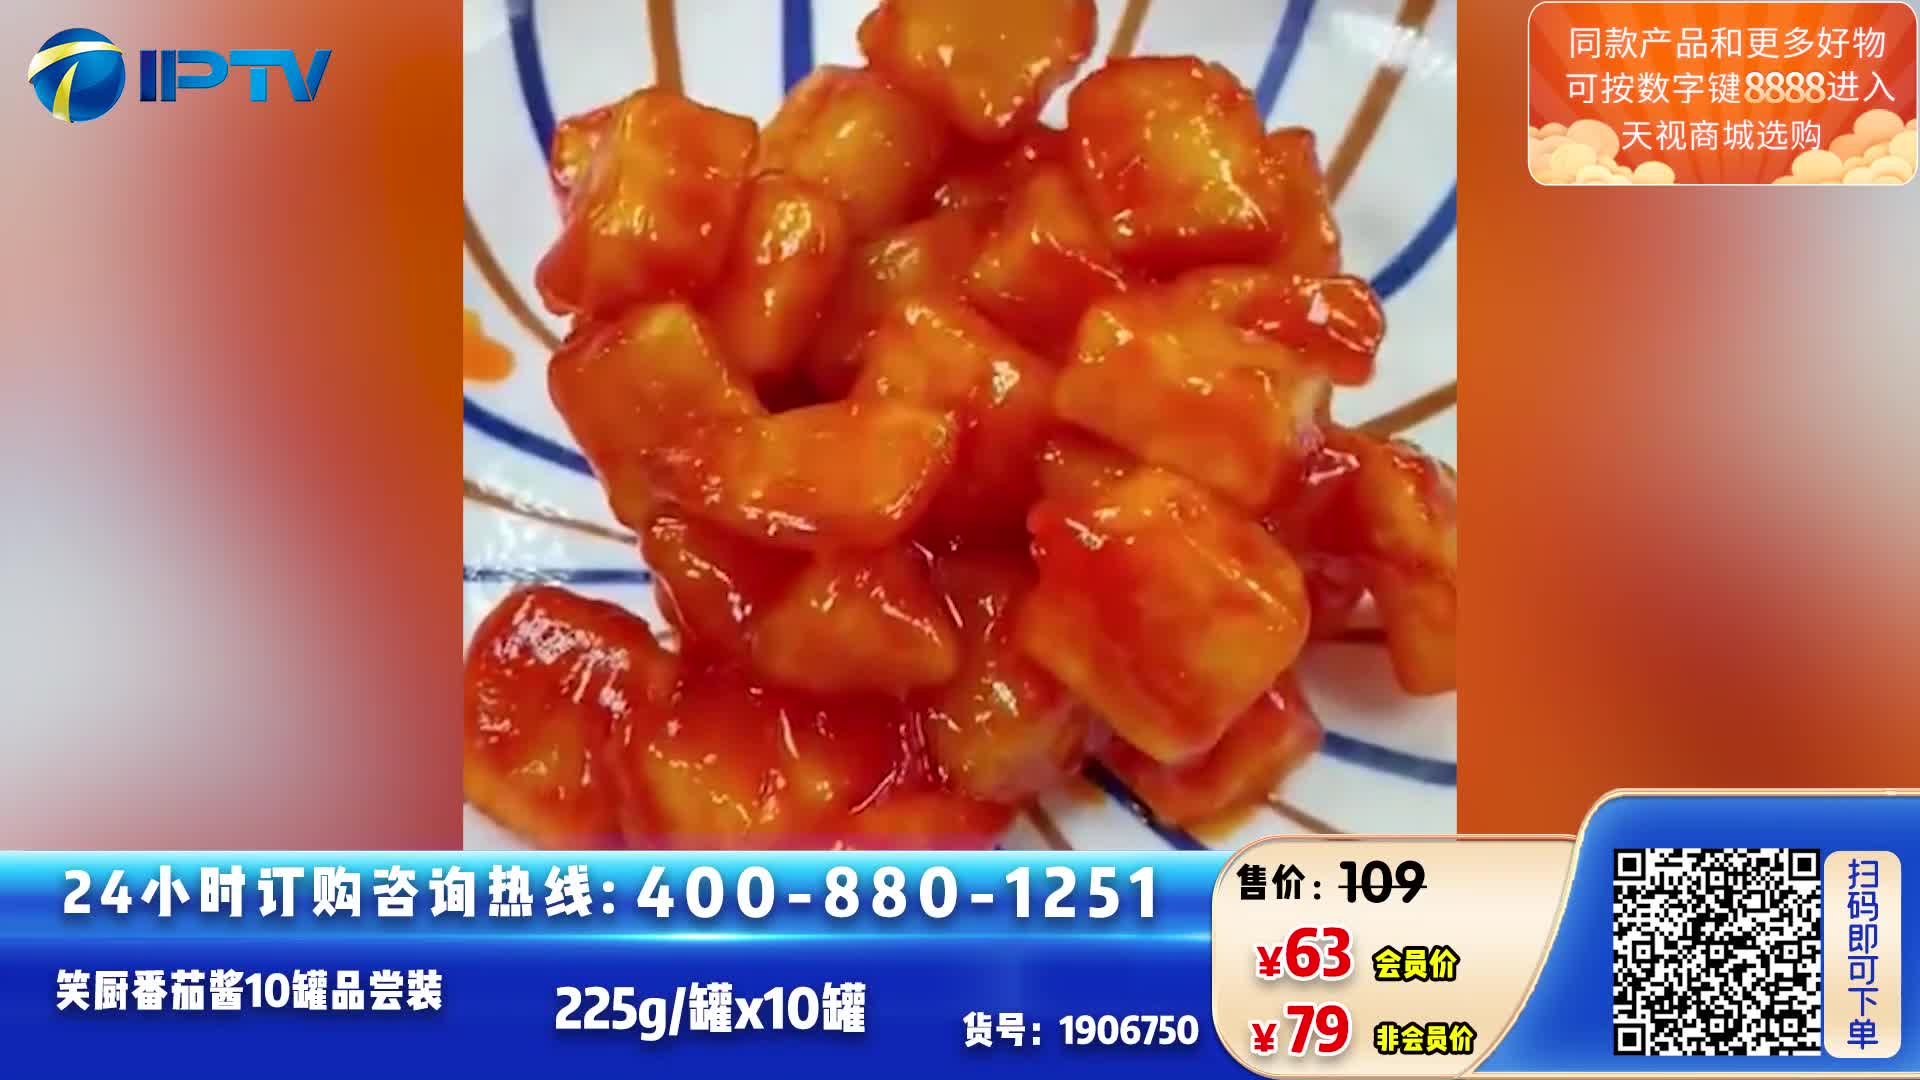 IPTV
同款产品和更多好物
可按数字键8888进入
天视商城选购
24小时订购咨询热线:400-880-1251
笑厨番茄酱10罐品尝装
225g/罐x10罐
货号：1906750
售价：109
¥63 会员价
¥79 非会员价
扫码即可下单